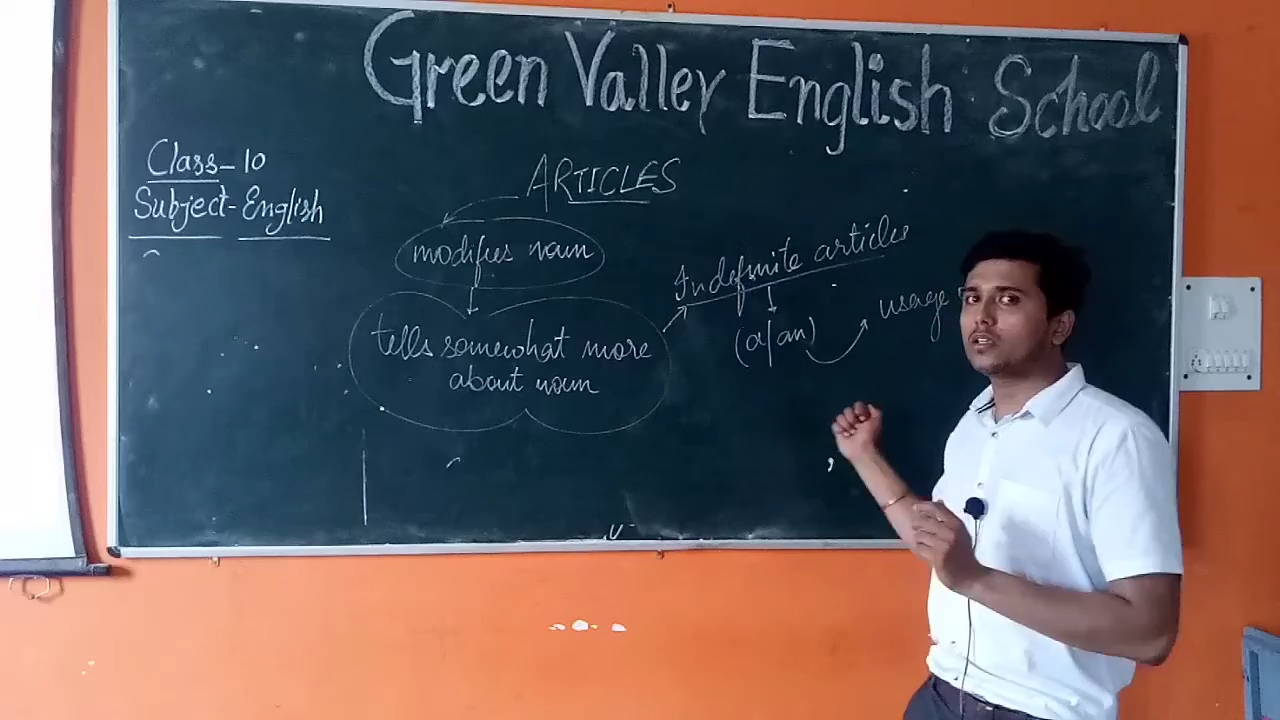 Green Valley English School
Class-10
Subject-English
ARTICLES
modifies noun
tells somewhat more
about noun
Indefinite articles
(a/an)
usage